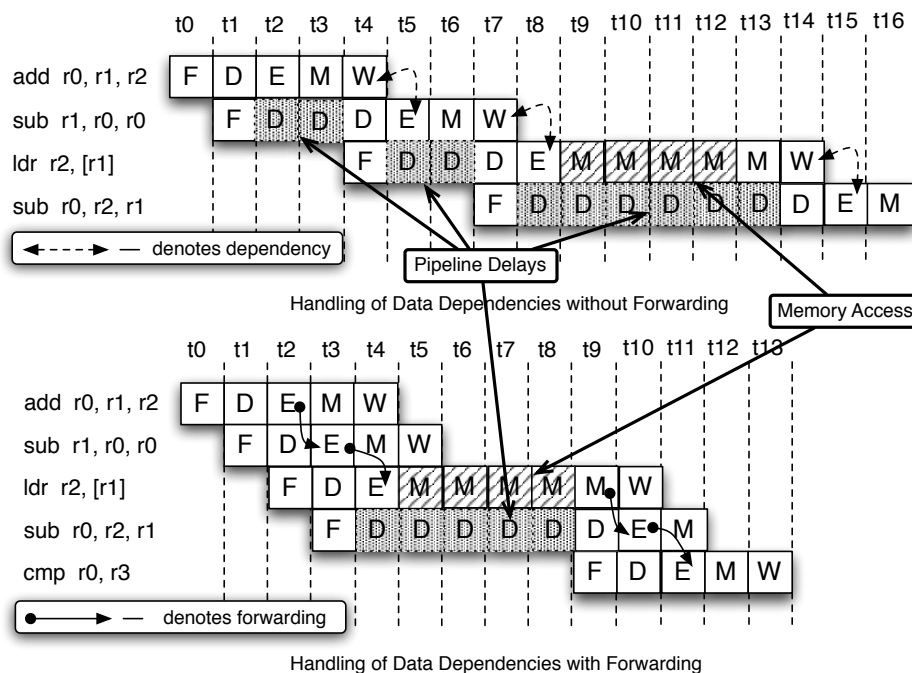 t0 t1 t2 t3 t4 t5 t6 t7 t8 t9 t10 t11 t12 t13 t14 t15 t16
add r0, r1, r2 F D E M W
sub r1, r0, r0 F D D D E M W
ldr r2, [r1] F D D D E M M M M M W
sub r0, r2, r1 F D D D D D D D E M
— denotes dependency
Pipeline Delays
Handling of Data Dependencies without Forwarding
Memory Access
t0 t1 t2 t3 t4 t5 t6 t7 t8 t9 t10 t11 t12 t13
add r0, r1, r2 F D E M W
sub r1, r0, r0 F D E M W
ldr r2, [r1] F D E M M M M M W
sub r0, r2, r1 F D D D D D D E M
cmp r0, r3 F D E M W
— denotes forwarding
Handling of Data Dependencies with Forwarding